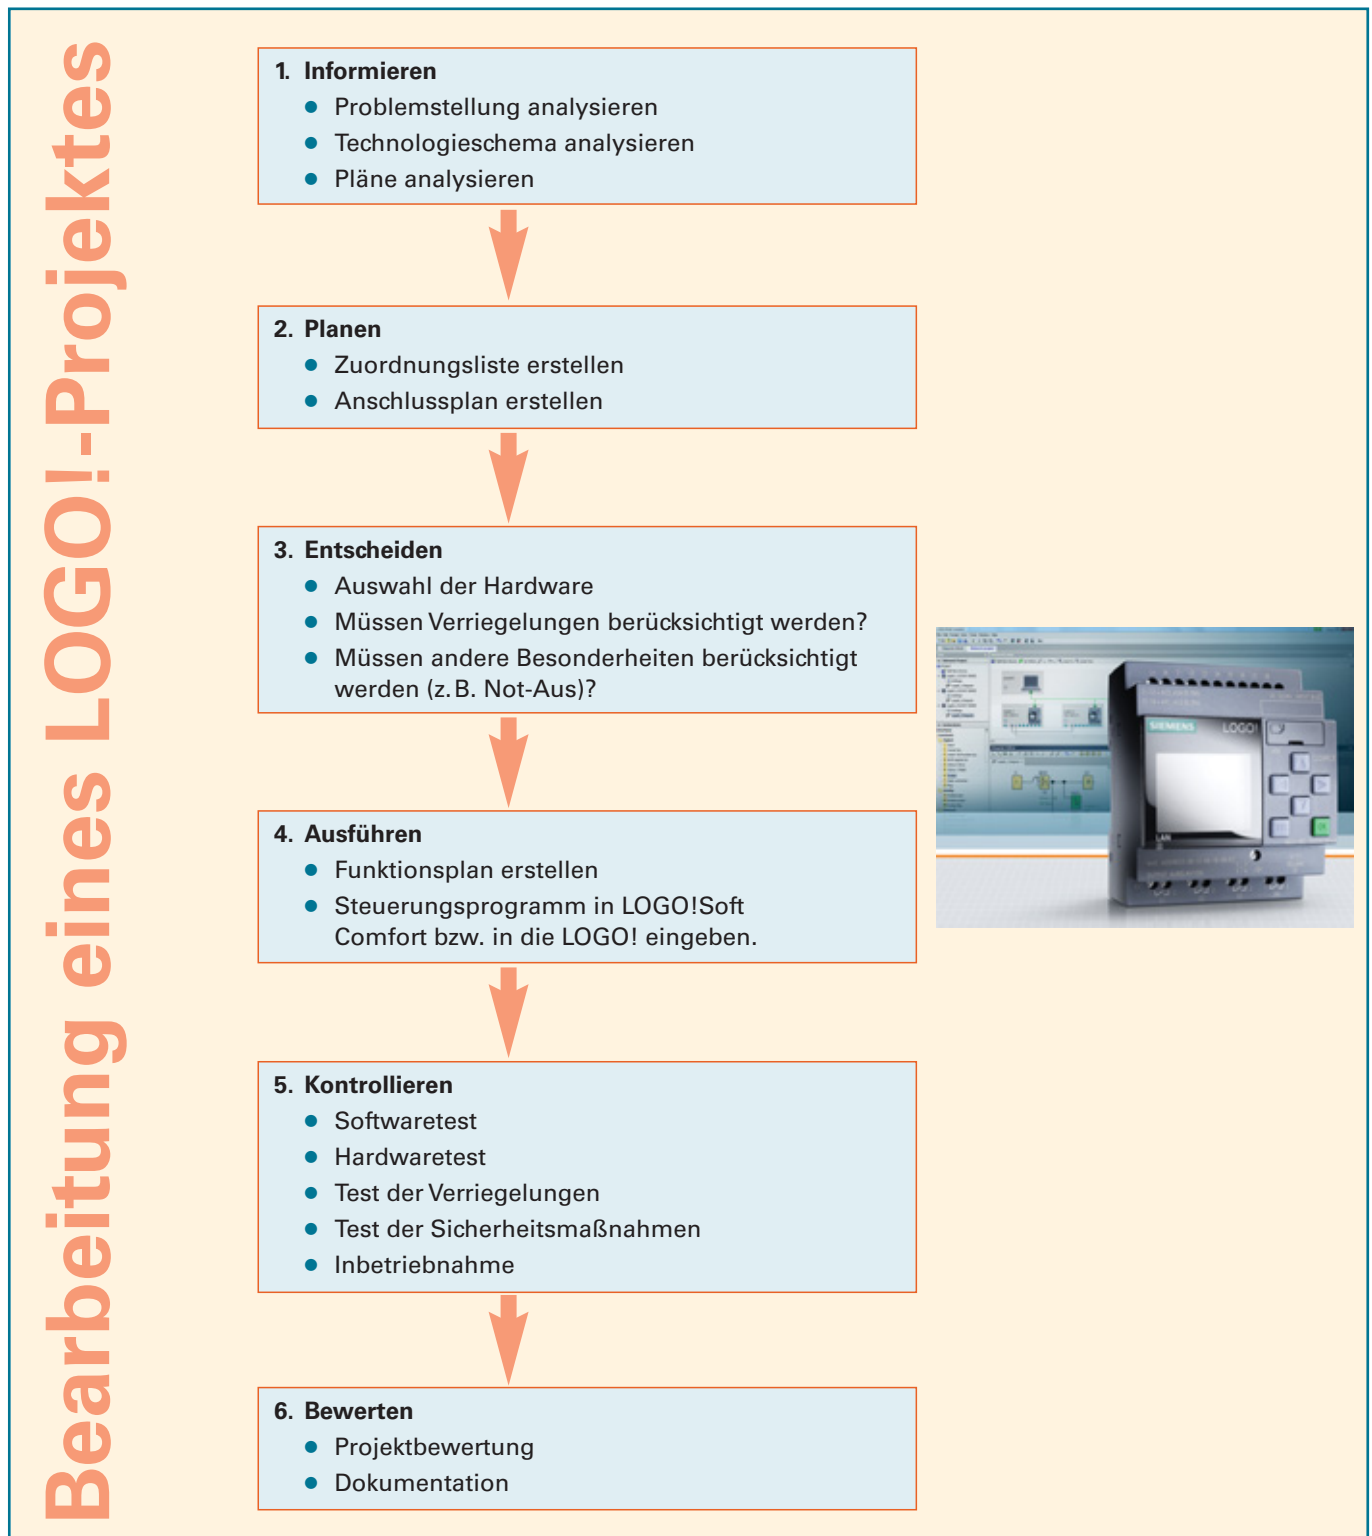 Bearbeitung eines LOGO!-Projektes
1. Informieren
● Problemstellung analysieren
● Technologieschema analysieren
● Pläne analysieren
2. Planen
● Zuordnungsliste erstellen
● Anschlussplan erstellen
3. Entscheiden
● Auswahl der Hardware
● Müssen Verriegelungen berücksichtigt werden?
● Müssen andere Besonderheiten berücksichtigt
werden (z. B. Not-Aus)?
SIEMENS LOGO!
LAN
4. Ausführen
● Funktionsplan erstellen
● Steuerungsprogramm in LOGO!Soft
Comfort bzw. in die LOGO! eingeben.
5. Kontrollieren
● Softwaretest
● Hardwaretest
● Test der Verriegelungen
● Test der Sicherheitsmaßnahmen
● Inbetriebnahme
6. Bewerten
● Projektbewertung
● Dokumentation